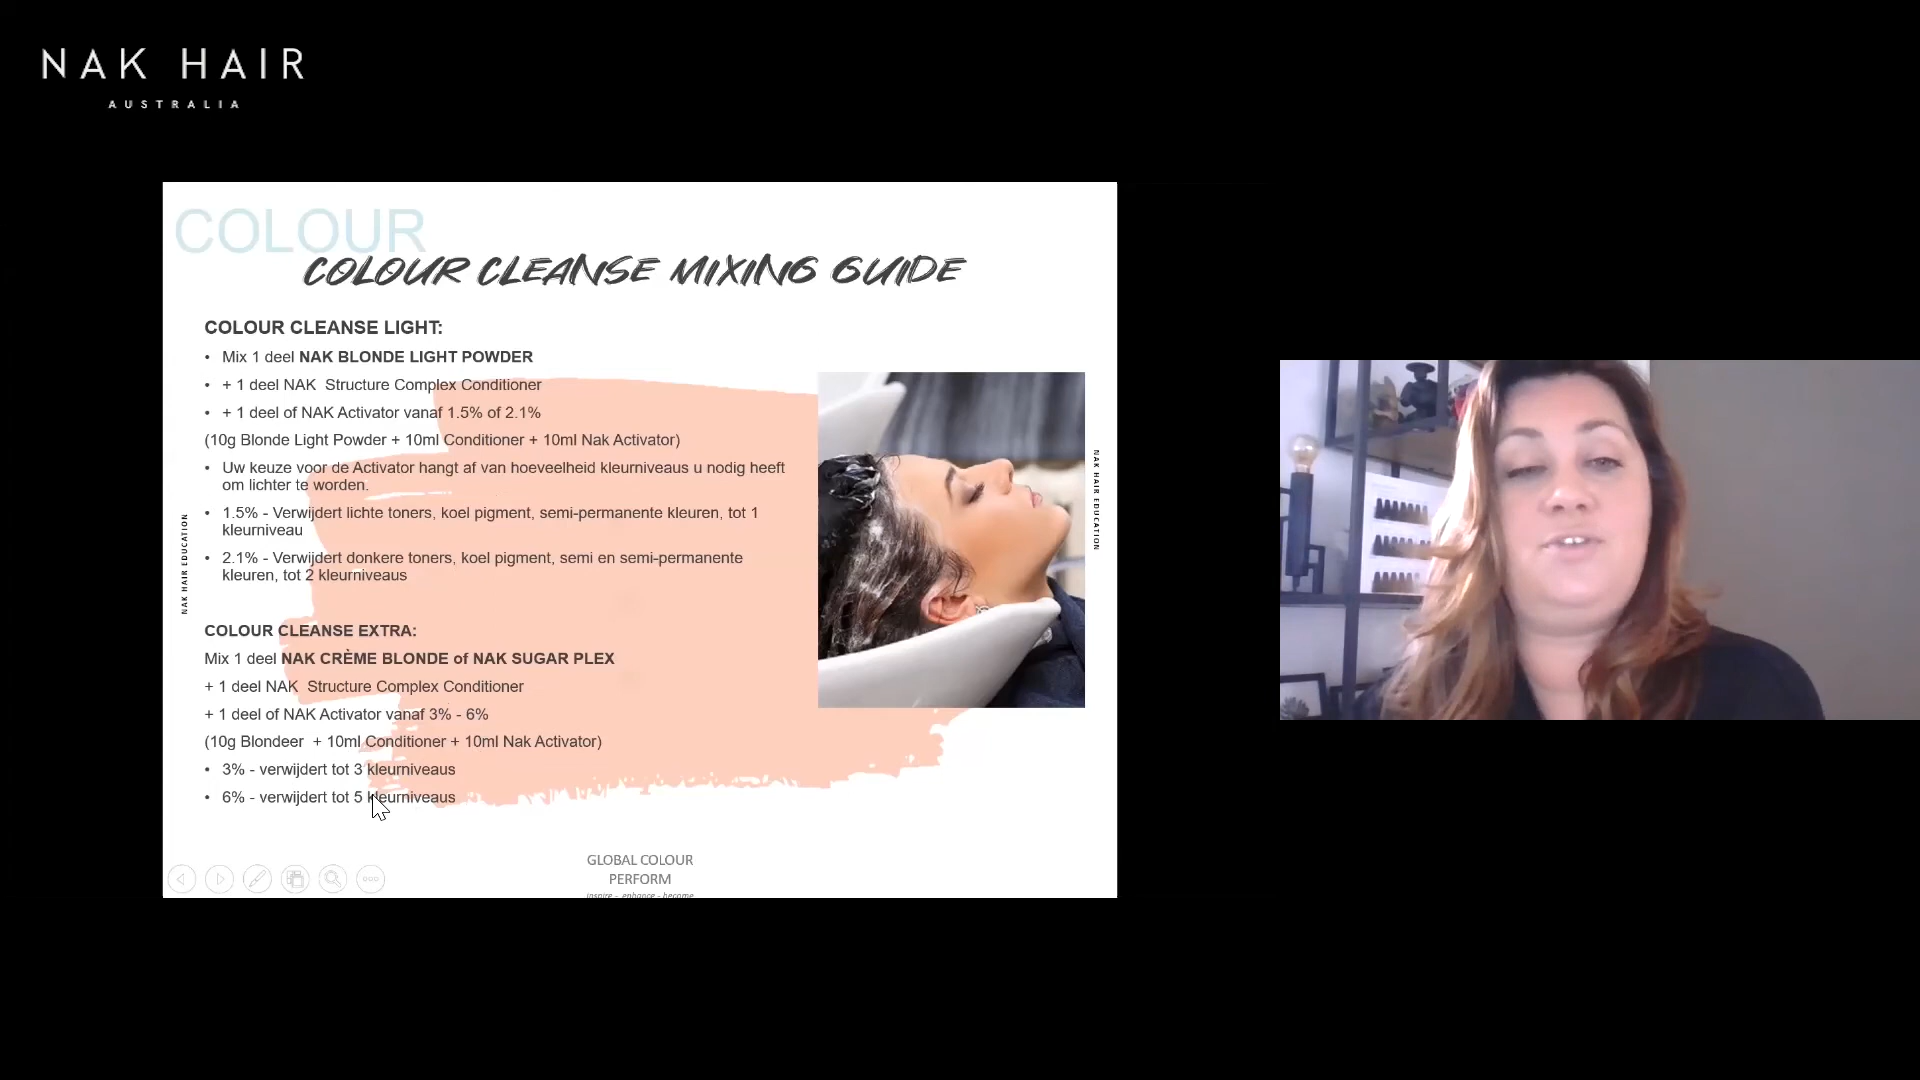 NAK HAIR
AUSTRALIA
COLOUR
COLOUR CLEANSE MIXING GUIDE
COLOUR CLEANSE LIGHT:
• Mix 1 deel NAK BLONDE LIGHT POWDER
• + 1 deel NAK Structure Complex Conditioner
• + 1 deel of NAK Activator vanaf 1.5% of 2.1%
(10g Blonde Light Powder + 10ml Conditioner + 10ml Nak Activator)
• Uw keuze voor de Activator hangt af van hoeveelheid kleurniveaus u nodig heeft
om lichter te worden.
• 1.5% - Verwijdert lichte toners, koel pigment, semi-permanente kleuren, tot 1
kleurniveau
• 2.1% - Verwijdert donkere toners, koel pigment, semi en semi-permanente
kleuren, tot 2 kleurniveaus
COLOUR CLEANSE EXTRA:
Mix 1 deel NAK CRÈME BLONDE of NAK SUGAR PLEX
+ 1 deel NAK Structure Complex Conditioner
+ 1 deel of NAK Activator vanaf 3% - 6%
(10g Blondeer + 10ml Conditioner + 10ml Nak Activator)
• 3% - verwijdert tot 3 kleurniveaus
• 6% - verwijdert tot 5 kleurniveaus
NAK HAIR EDUCATION
NAK HAIR EDUCATION
GLOBAL COLOUR
PERFORM
inspire - enhance - become